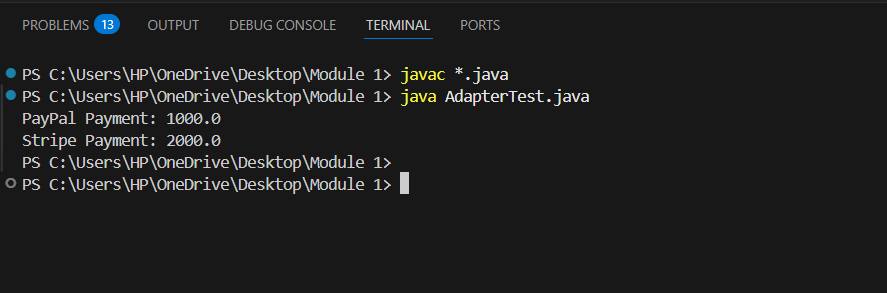 PROBLEMS 13 OUTPUT DEBUG CONSOLE TERMINAL PORTS
PS C:\Users\HP\OneDrive\Desktop\Module 1> javac *.java
PS C:\Users\HP\OneDrive\Desktop\Module 1> java AdapterTest.java
PayPal Payment: 1000.0
Stripe Payment: 2000.0
PS C:\Users\HP\OneDrive\Desktop\Module 1>
PS C:\Users\HP\OneDrive\Desktop\Module 1>